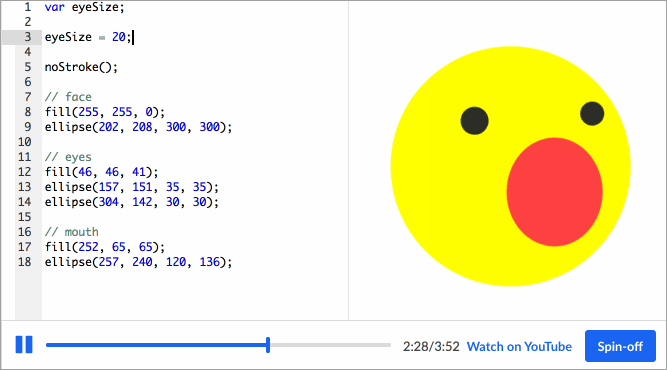 1 var eyeSize;
2
3 eyeSize = 20;
4
5 noStroke();
6
7 // face
8 fill(255, 255, 0);
9 ellipse(202, 208, 300, 300);
10
11 // eyes
12 fill(46, 46, 41);
13 ellipse(157, 151, 35, 35);
14 ellipse(304, 142, 30, 30);
15
16 // mouth
17 fill(252, 65, 65);
18 ellipse(257, 240, 120, 136);
2:28/3:52 Watch on YouTube Spin-off